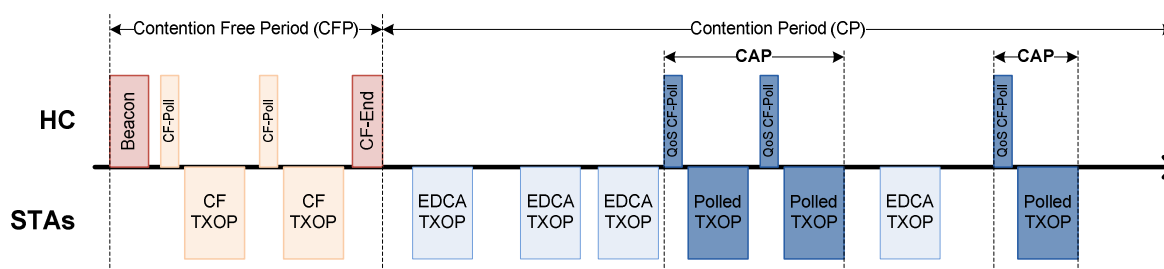 Contention Free Period (CFP)
Contention Period (CP)
CAP
CAP
HC
Beacon
CF-Poll
CF-Poll
CF-End
QoS CF-Poll
QoS CF-Poll
QoS CF-Poll
STAs
CF
TXOP
CF
TXOP
EDCA
TXOP
EDCA
TXOP
EDCA
TXOP
Polled
TXOP
Polled
TXOP
EDCA
TXOP
Polled
TXOP